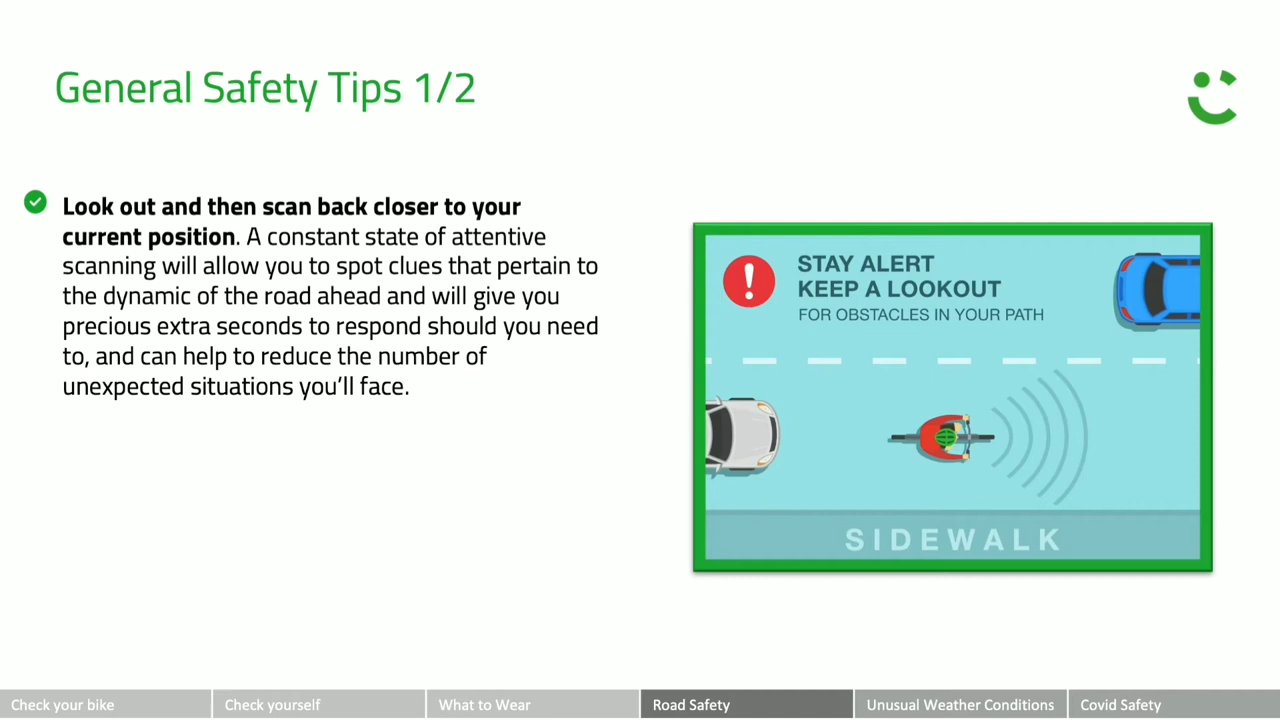 General Safety Tips 1/2
Look out and then scan back closer to your
current position. A constant state of attentive
scanning will allow you to spot clues that pertain to
the dynamic of the road ahead and will give you
precious extra seconds to respond should you need
to, and can help to reduce the number of
unexpected situations you’ll face.
STAY ALERT
KEEP A LOOKOUT
FOR OBSTACLES IN YOUR PATH
SIDEWALK
Check your bike
Check yourself
What to Wear
Road Safety
Unusual Weather Conditions
Covid Safety